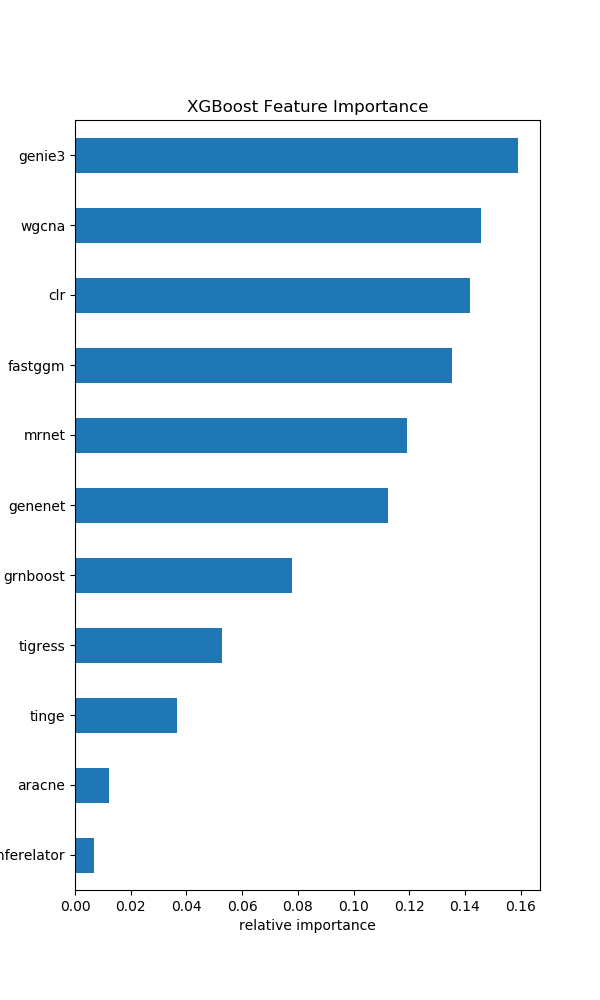 XGBoost Feature Importance
genie3
wgcna
clr
fastggm
mrnet
genenet
grnboost
tigress
tinge
aracne
nferelator
0.00 0.02 0.04 0.06 0.08 0.10 0.12 0.14 0.16
relative importance